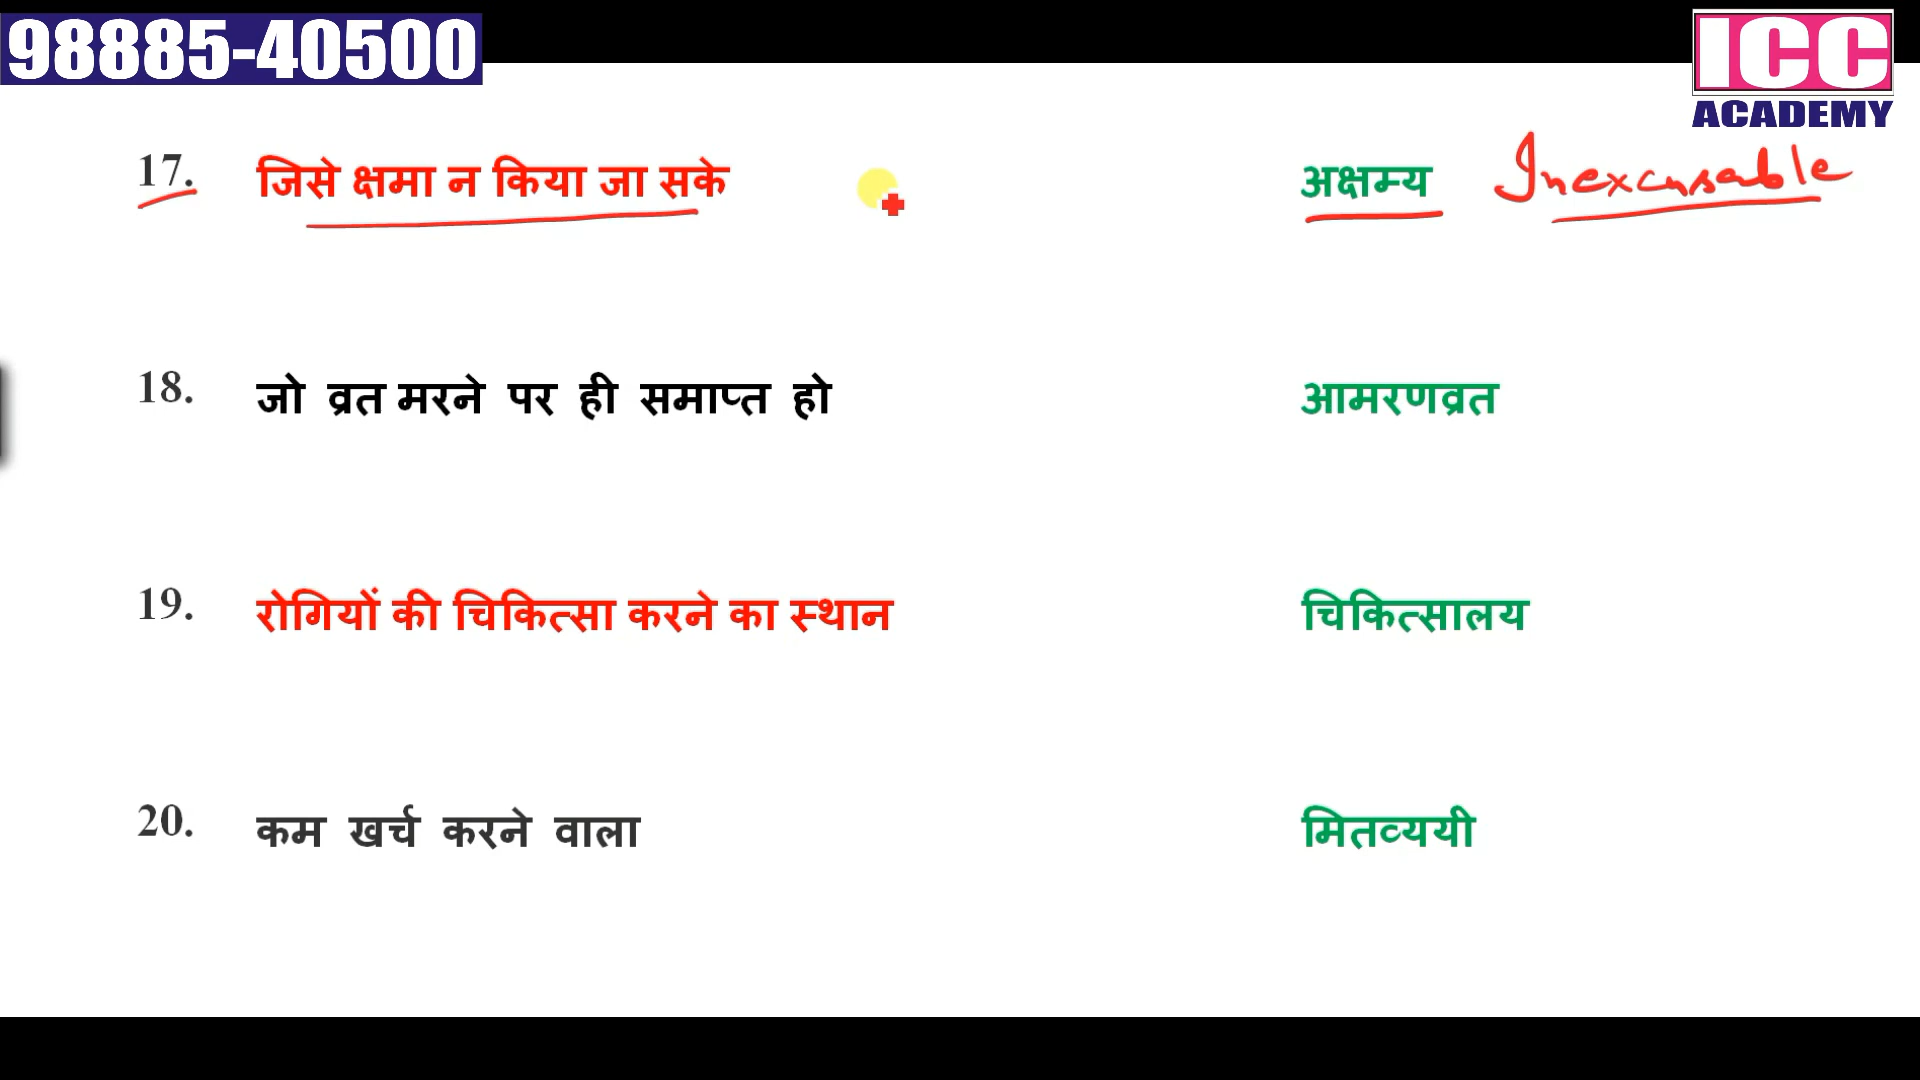 98885-40500
ICC
ACADEMY
17. जिसे क्षमा न किया जा सके अक्षम्य Inexcusable
18. जो व्रत मरने पर ही समाप्त हो आमरणव्रत
19. रोगियों की चिकित्सा करने का स्थान चिकित्सालय
20. कम खर्च करने वाला मितव्ययी